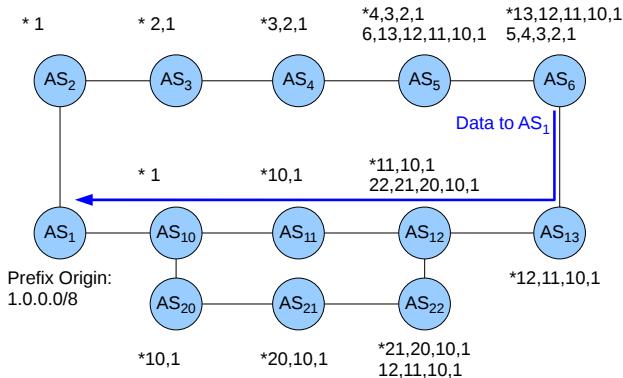 * 1
* 2,1
*3,2,1
*4,3,2,1
6,13,12,11,10,1
*13,12,11,10,1
5,4,3,2,1
AS2
AS3
AS4
AS5
AS6
Data to AS1
* 1
*10,1
*11,10,1
22,21,20,10,1
AS1
AS10
AS11
AS12
AS13
Prefix Origin:
1.0.0.0/8
*12,11,10,1
AS20
AS21
AS22
*10,1
*20,10,1
*21,20,10,1
12,11,10,1